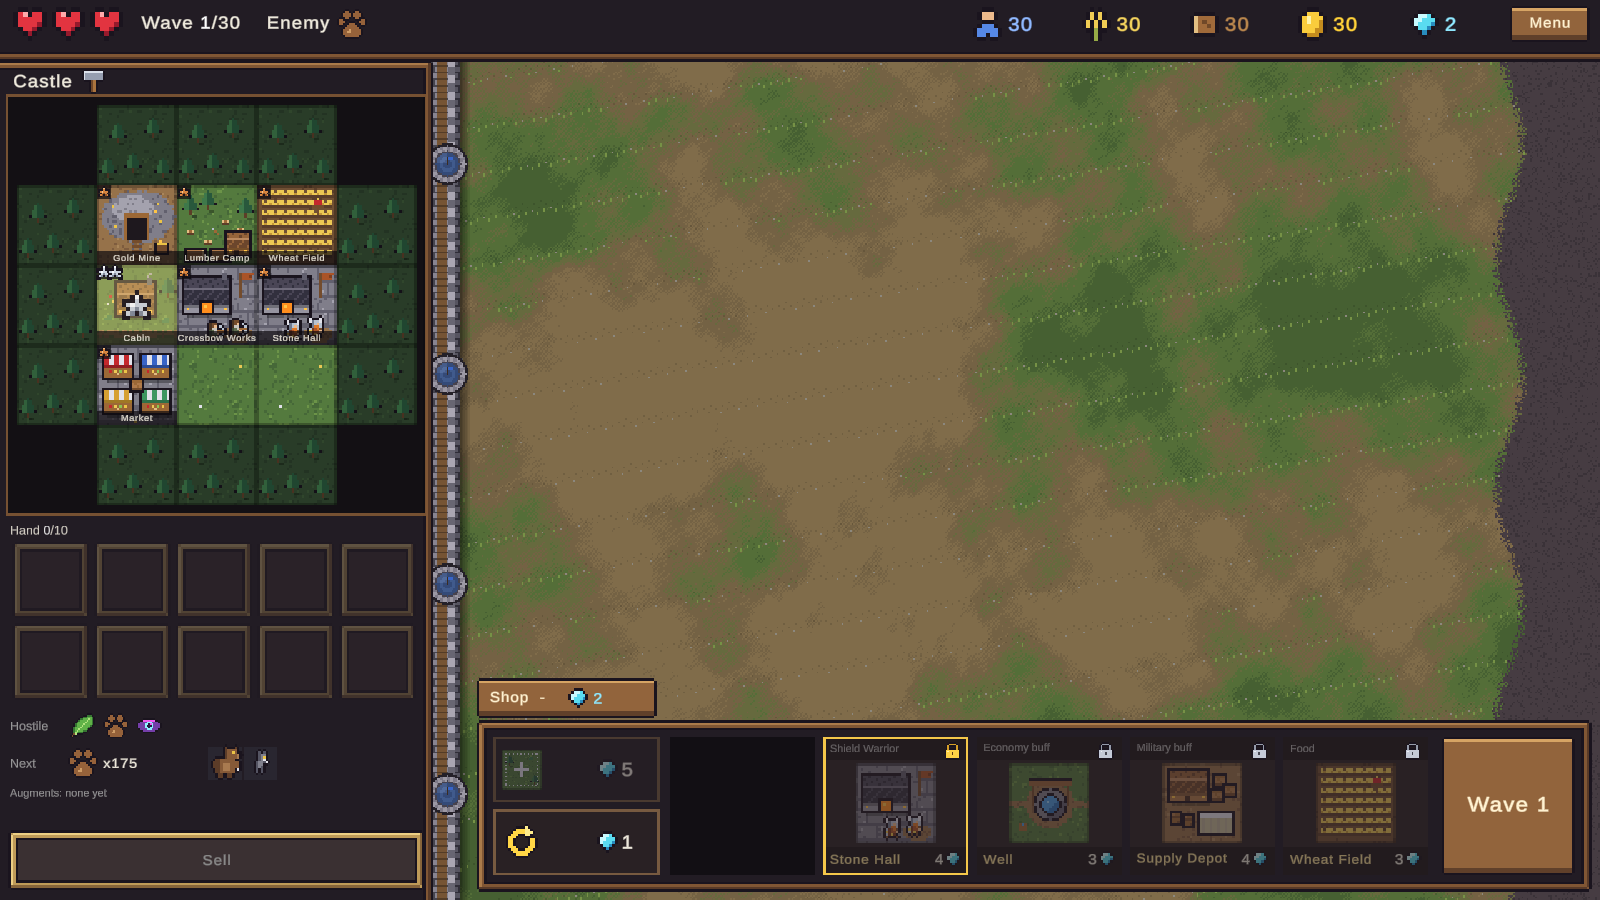 Wave 1/30 Enemy 30 30 30 30 2 Menu
Castle
Gold Mine Lumber Camp Wheat Field
Cabin Crossbow Works Stone Hall
Market
Hand 0/10
Hostile
Next x175
Augments: none yet
Sell
Shop - 2
5
1
Shield Warrior Economy buff Military buff Food
Stone Hall 4 Well 3 Supply Depot 4 Wheat Field 3
Wave 1